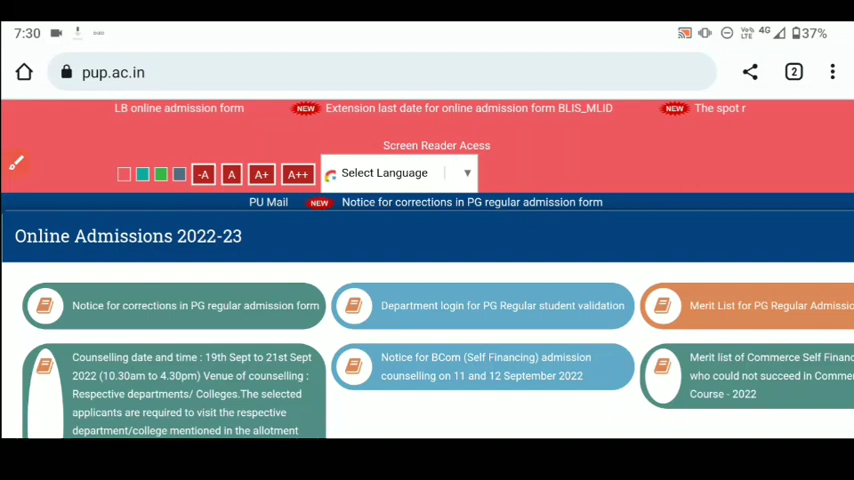 7:30
Vo))
LTE
4G
37%
pup.ac.in
2
LB online admission form
NEW Extension last date for online admission form BLIS_MLID
NEW The spot r
Screen Reader Acess
-A A A+ A++
Select Language
PU Mail
NEW Notice for corrections in PG regular admission form
Online Admissions 2022-23
Notice for corrections in PG regular admission form
Department login for PG Regular student validation
Merit List for PG Regular Admissio
Counselling date and time : 19th Sept to 21st Sept
2022 (10.30am to 4.30pm) Venue of counselling :
Respective departments/ Colleges.The selected
applicants are required to visit the respective
department/college mentioned in the allotment
Notice for BCom (Self Financing) admission
counselling on 11 and 12 September 2022
Merit list of Commerce Self Financ
who could not succeed in Comme
Course - 2022